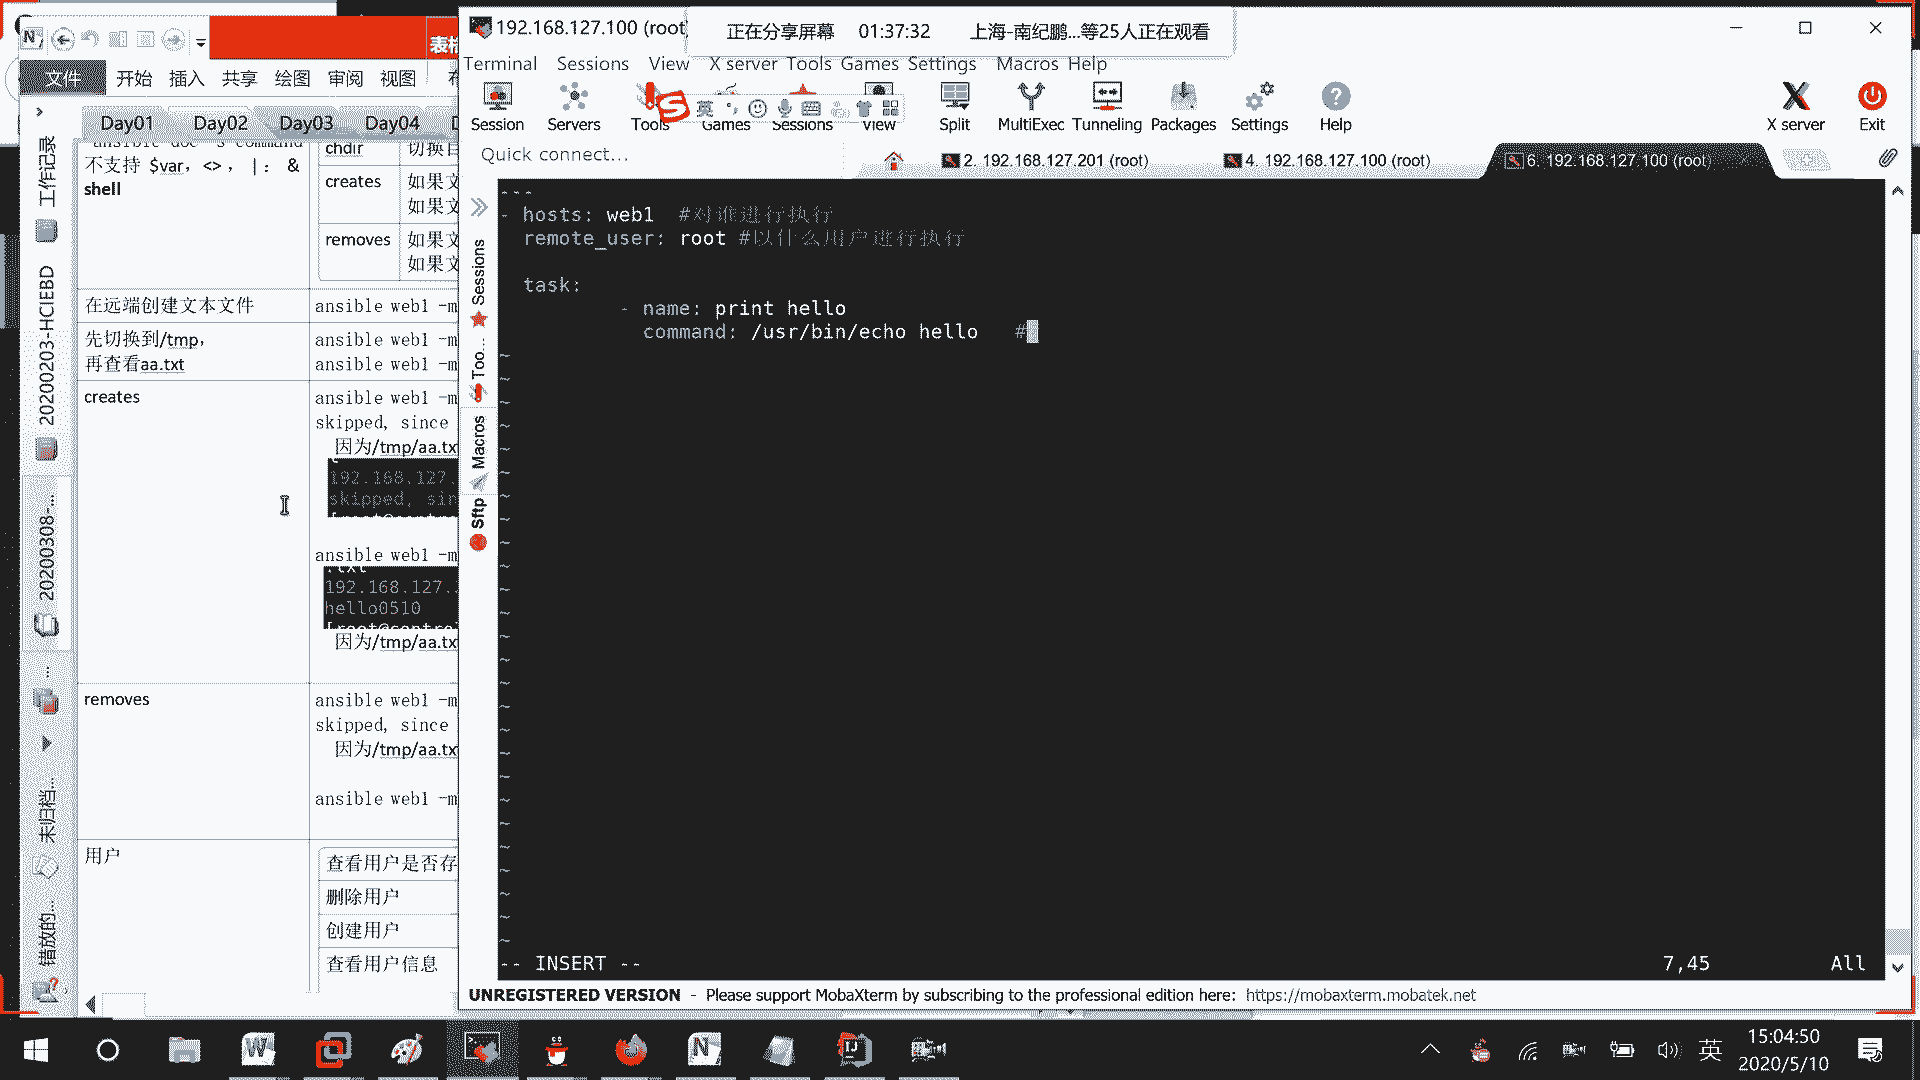 192.168.127.100 (root
正在分享屏幕 01:37:32 上海-南纪鹏...等25人正在观看
表格
Terminal Sessions View X server Tools Games Settings Macros Help
文件 开始 插入 共享 绘图 审阅 视图
Session Servers Tools Games Sessions View Split MultiExec Tunneling Packages Settings Help X server Exit
英
Day01 Day02 Day03 Day04
Quick connect...
2. 192.168.127.201 (root) 4. 192.168.127.100 (root) 6. 192.168.127.100 (root)
工作记录
20200203-HCIEBD
20200308-...
未归档...
错放的...
chdir
不支持 $var，<>，|；&
shell
creates 如果文
如果文
removes 如果文
如果文
在远端创建文本文件 ansible web1 -m
先切换到/tmp， ansible web1 -m
再查看aa.txt ansible web1 -m
creates ansible web1 -m
skipped, since
因为/tmp/aa.tx
192.168.127.
skipped, sin
ansible web1 -m
192.168.127.
hello0510
因为/tmp/aa.tx
removes ansible web1 -m
skipped, since
因为/tmp/aa.tx
ansible web1 -m
用户 查看用户是否存
删除用户
创建用户
查看用户信息
Sessions
Too...
Macros
Sftp
---
- hosts: web1 #对谁进行执行
remote_user: root #以什么用户进行执行
task:
- name: print hello
command: /usr/bin/echo hello #
-- INSERT -- 7,45 All
UNREGISTERED VERSION - Please support MobaXterm by subscribing to the professional edition here: https://mobaxterm.mobatek.net
英 15:04:50
2020/5/10